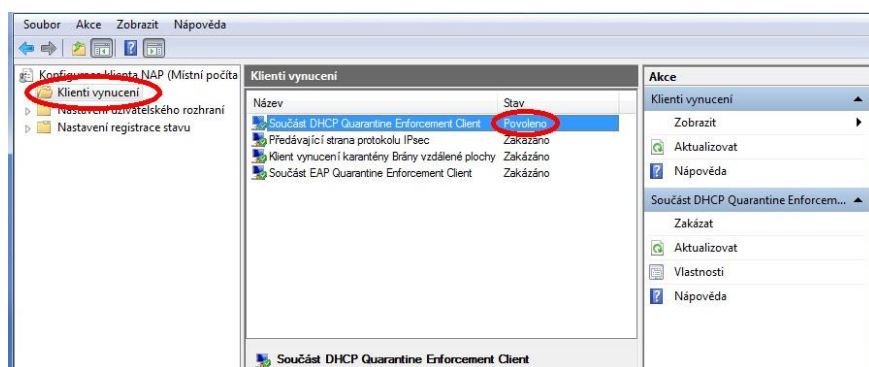 Soubor Akce Zobrazit Nápověda
Konfigurace klienta NAP (Místní počíta
Klienti vynucení
Nastavení uživatelského rozhraní
Nastavení registrace stavu
Klienti vynucení
Název Stav
Součást DHCP Quarantine Enforcement Client Povoleno
Předávající strana protokolu IPsec Zakázáno
Klient vynucení karantény Brány vzdálené plochy Zakázáno
Součást EAP Quarantine Enforcement Client Zakázáno
Součást DHCP Quarantine Enforcement Client
Akce
Klienti vynucení
Zobrazit
Aktualizovat
Nápověda
Součást DHCP Quarantine Enforcem...
Zakázat
Aktualizovat
Vlastnosti
Nápověda